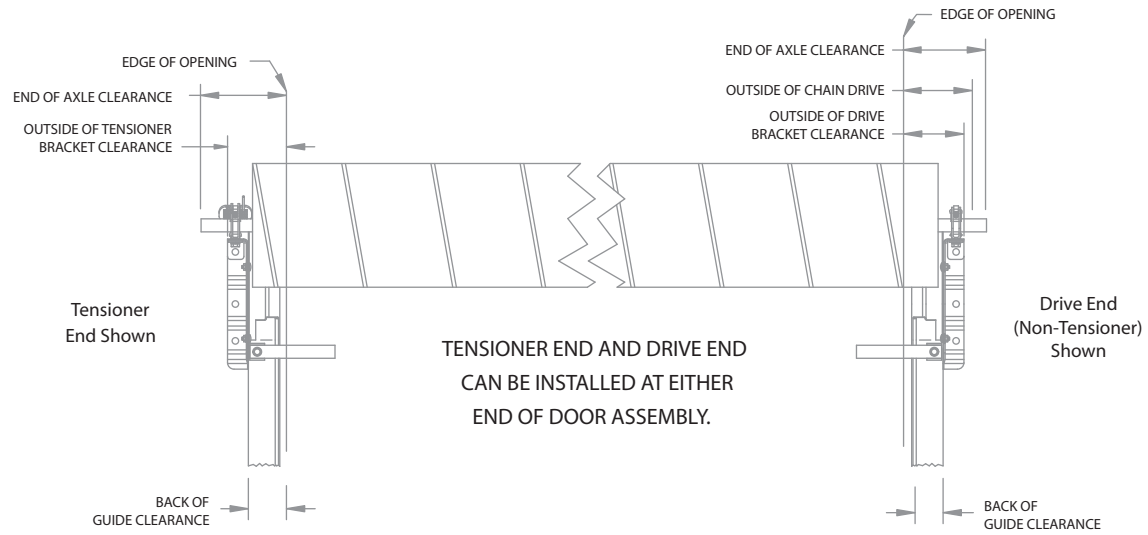 EDGE OF OPENING
END OF AXLE CLEARANCE
OUTSIDE OF TENSIONER
BRACKET CLEARANCE
EDGE OF OPENING
END OF AXLE CLEARANCE
OUTSIDE OF CHAIN DRIVE
OUTSIDE OF DRIVE
BRACKET CLEARANCE
Tensioner
End Shown
TENSIONER END AND DRIVE END
CAN BE INSTALLED AT EITHER
END OF DOOR ASSEMBLY.
Drive End
(Non-Tensioner)
Shown
BACK OF
GUIDE CLEARANCE
BACK OF
GUIDE CLEARANCE